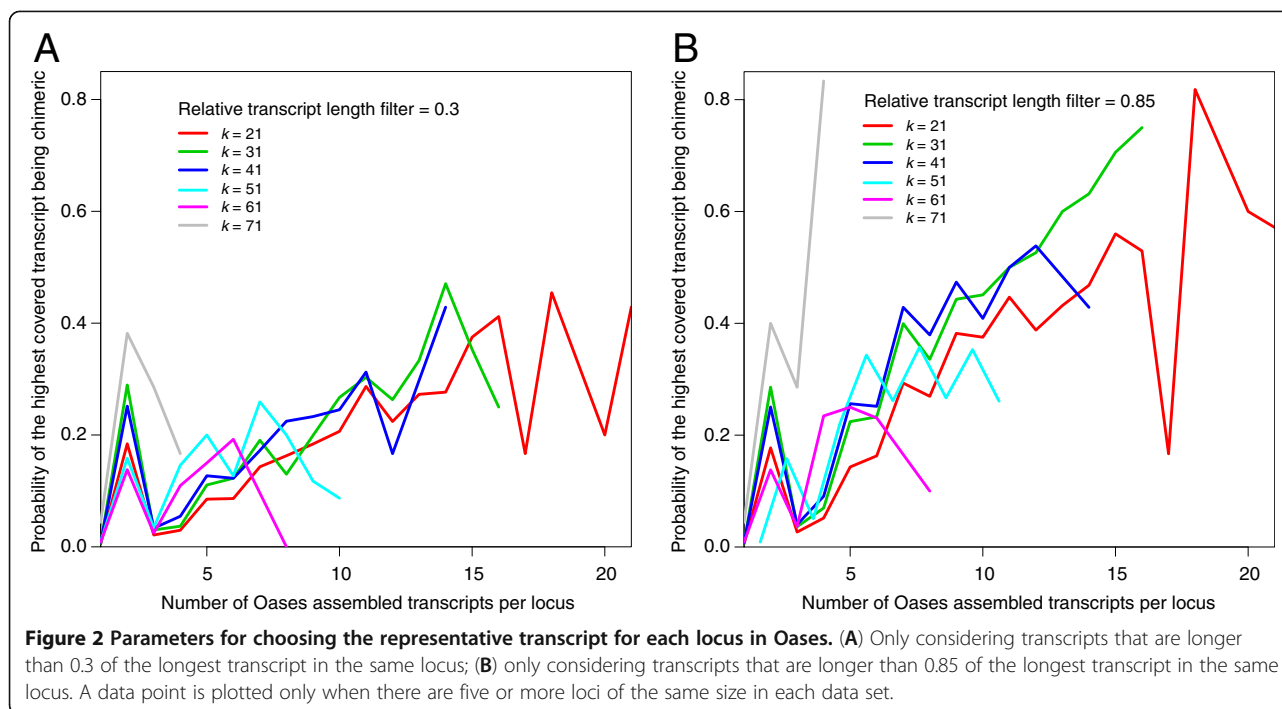 A
Probability of the highest covered transcript being chimeric
0.8
0.6
0.4
0.2
0.0
Relative transcript length filter = 0.3
k = 21
k = 31
k = 41
k = 51
k = 61
k = 71
5 10 15 20
Number of Oases assembled transcripts per locus
B
Probability of the highest covered transcript being chimeric
0.8
0.6
0.4
0.2
0.0
Relative transcript length filter = 0.85
k = 21
k = 31
k = 41
k = 51
k = 61
k = 71
5 10 15 20
Number of Oases assembled transcripts per locus
Figure 2 Parameters for choosing the representative transcript for each locus in Oases. (A) Only considering transcripts that are longer
than 0.3 of the longest transcript in the same locus; (B) only considering transcripts that are longer than 0.85 of the longest transcript in the same
locus. A data point is plotted only when there are five or more loci of the same size in each data set.